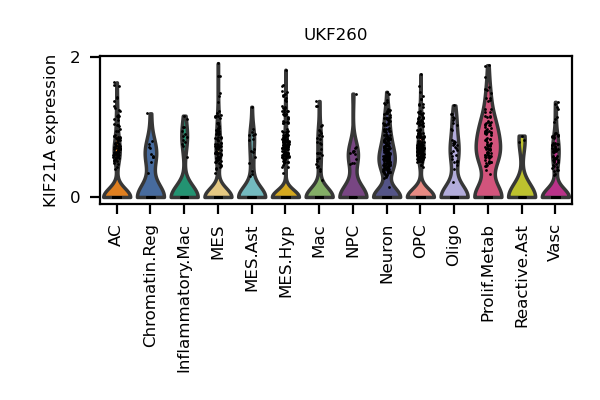 UKF260
KIF21A expression
2
0
AC
Chromatin.Reg
Inflammatory.Mac
MES
MES.Ast
MES.Hyp
Mac
NPC
Neuron
OPC
Oligo
Prolif.Metab
Reactive.Ast
Vasc